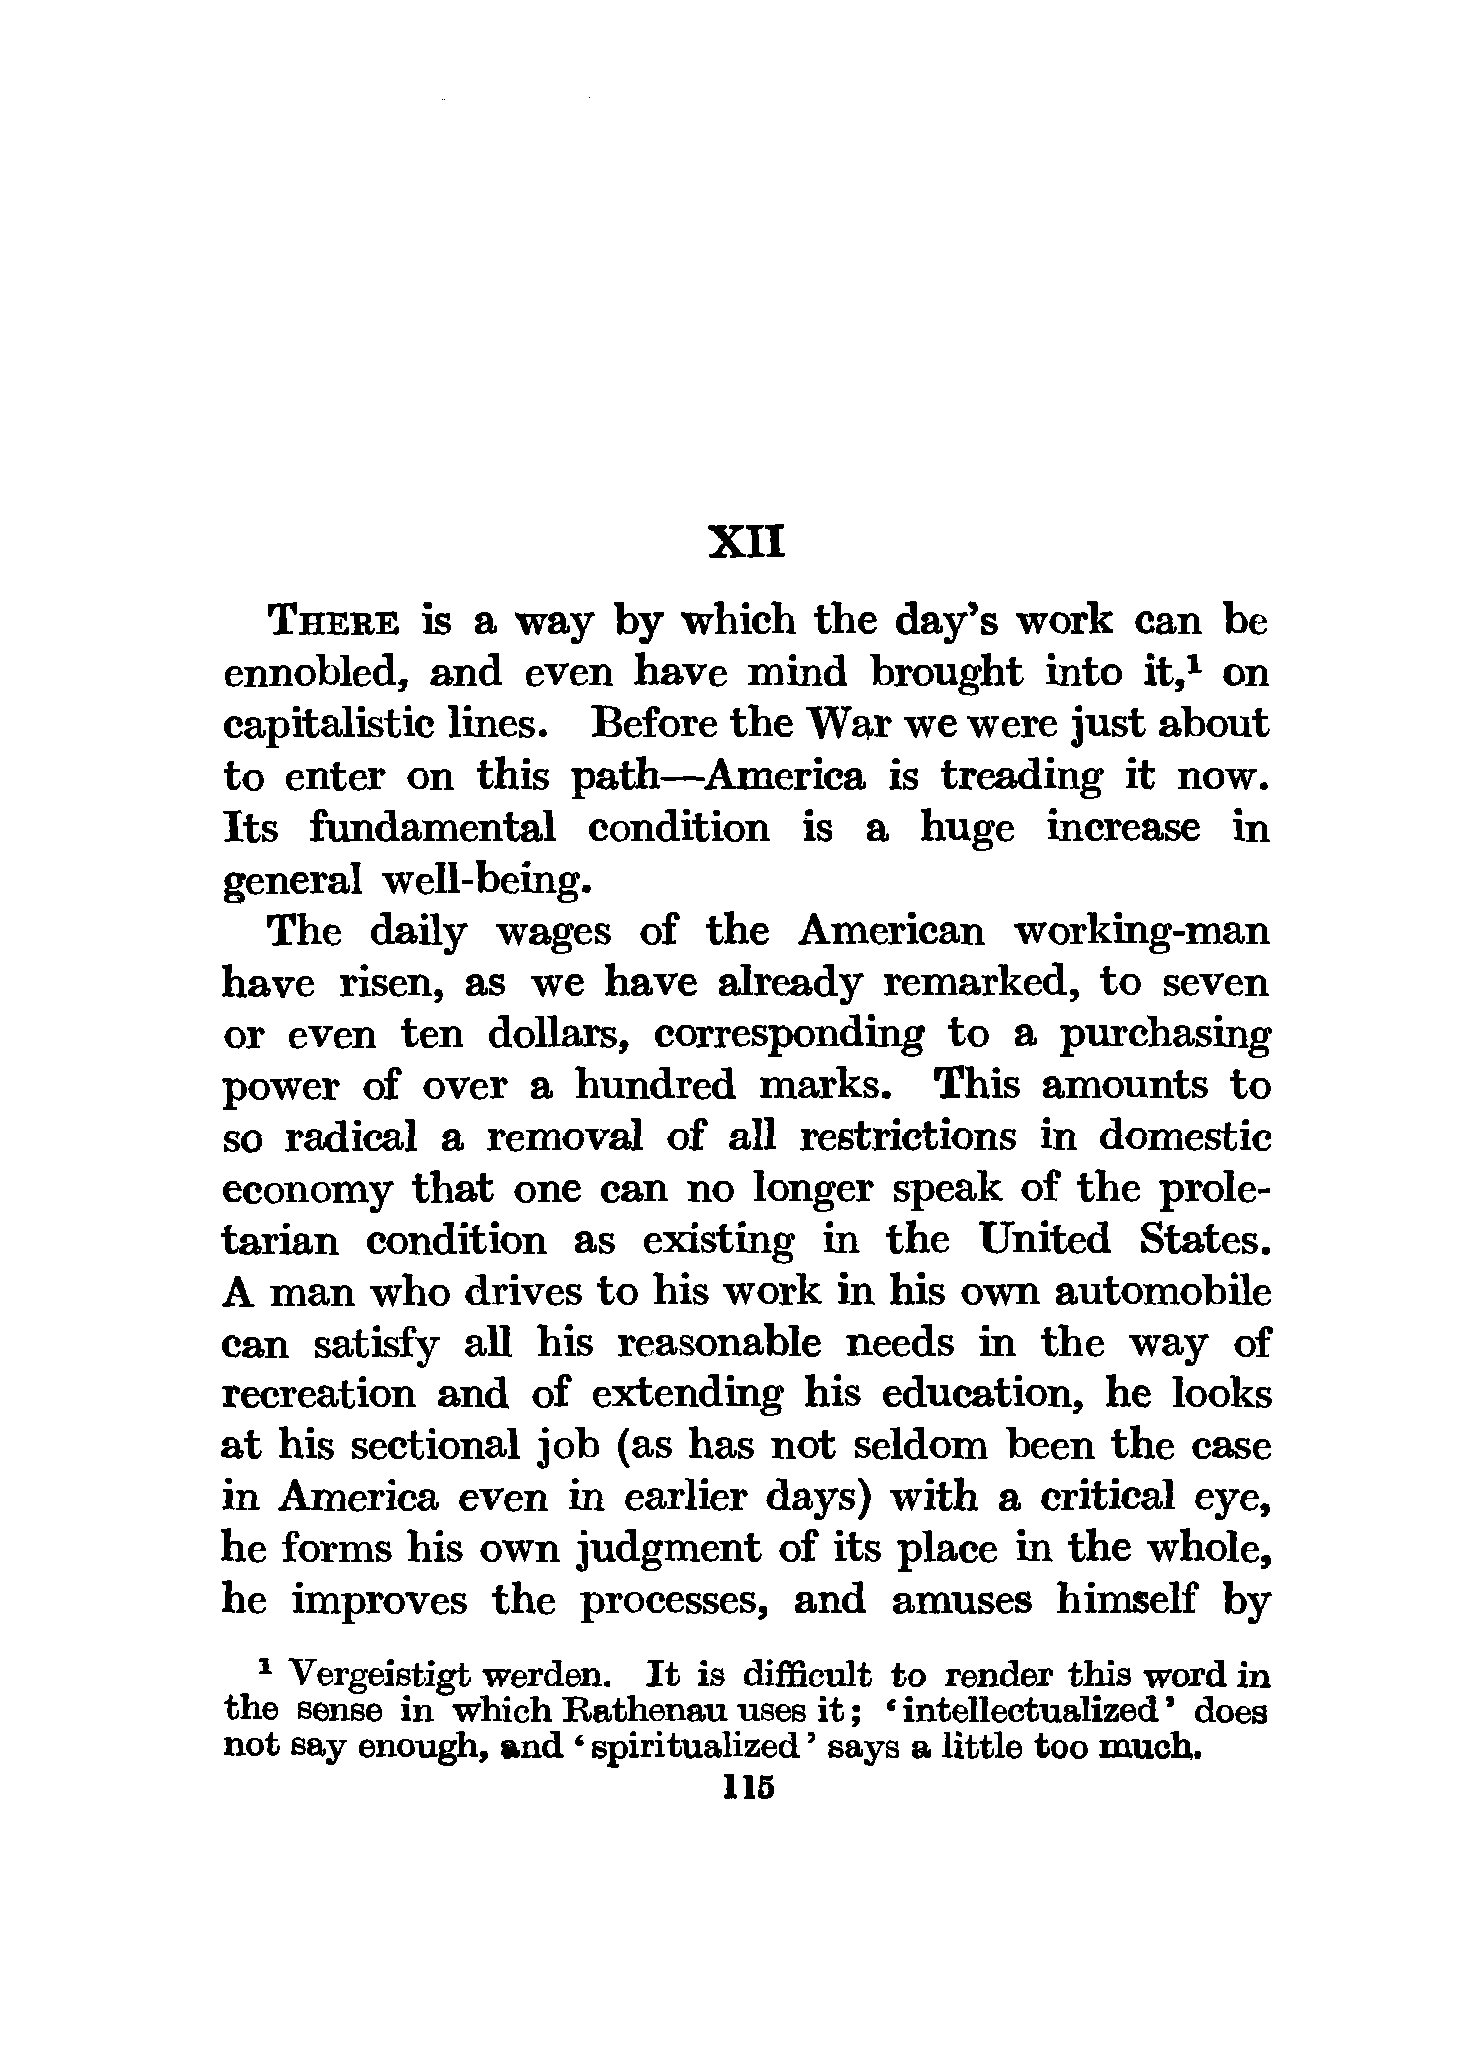 XII
THERE is a way by which the day's work can be
ennobled, and even have mind brought into it,¹ on
capitalistic lines. Before the War we were just about
to enter on this path—America is treading it now.
Its fundamental condition is a huge increase in
general well-being.
The daily wages of the American working-man
have risen, as we have already remarked, to seven
or even ten dollars, corresponding to a purchasing
power of over a hundred marks. This amounts to
so radical a removal of all restrictions in domestic
economy that one can no longer speak of the prole-
tarian condition as existing in the United States.
A man who drives to his work in his own automobile
can satisfy all his reasonable needs in the way of
recreation and of extending his education, he looks
at his sectional job (as has not seldom been the case
in America even in earlier days) with a critical eye,
he forms his own judgment of its place in the whole,
he improves the processes, and amuses himself by
¹ Vergeistigt werden. It is difficult to render this word in
the sense in which Rathenau uses it; 'intellectualized' does
not say enough, and 'spiritualized' says a little too much.
115